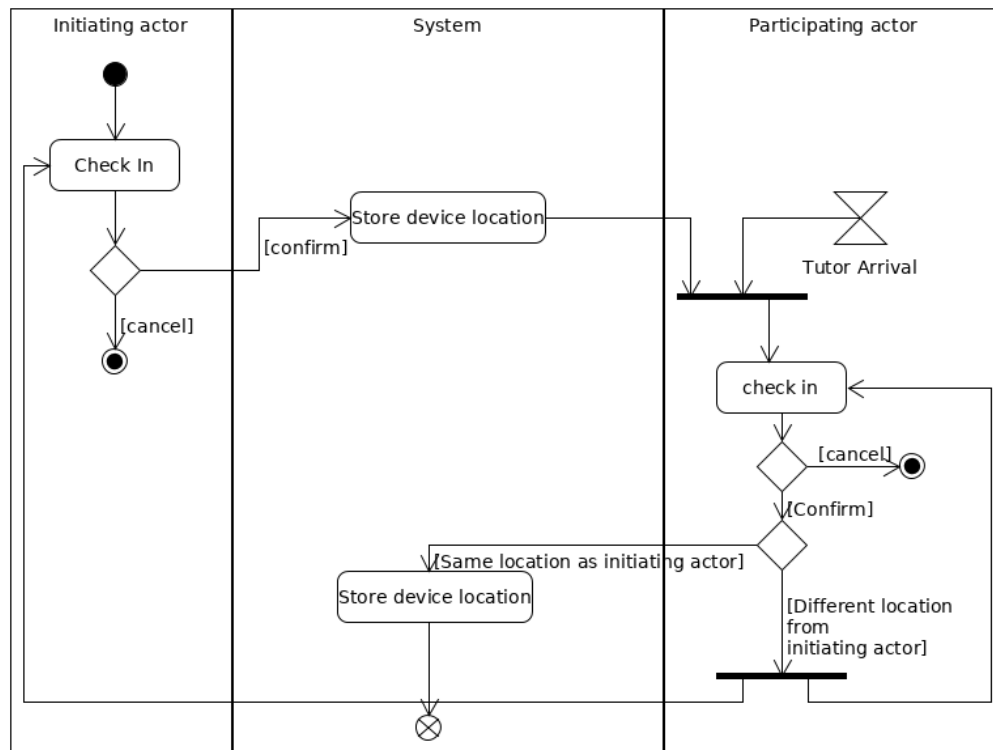 Initiating actor
System
Participating actor
Check In
Store device location
[confirm]
Tutor Arrival
[cancel]
check in
[cancel]
[Confirm]
[Same location as initiating actor]
Store device location
[Different location
from
initiating actor]